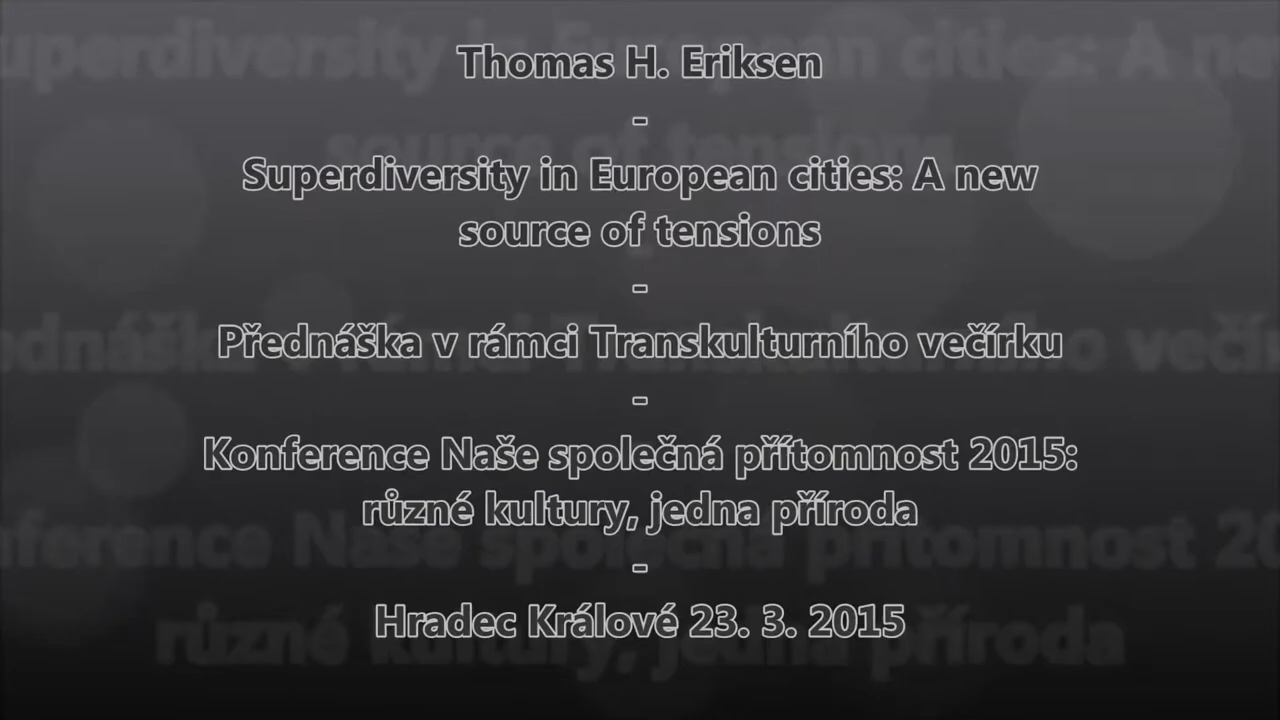 Thomas H. Eriksen
-
Superdiversity in European cities: A new
source of tensions
-
Přednáška v rámci Transkulturního večírku
-
Konference Naše společná přítomnost 2015:
různé kultury, jedna příroda
-
Hradec Králové 23. 3. 2015